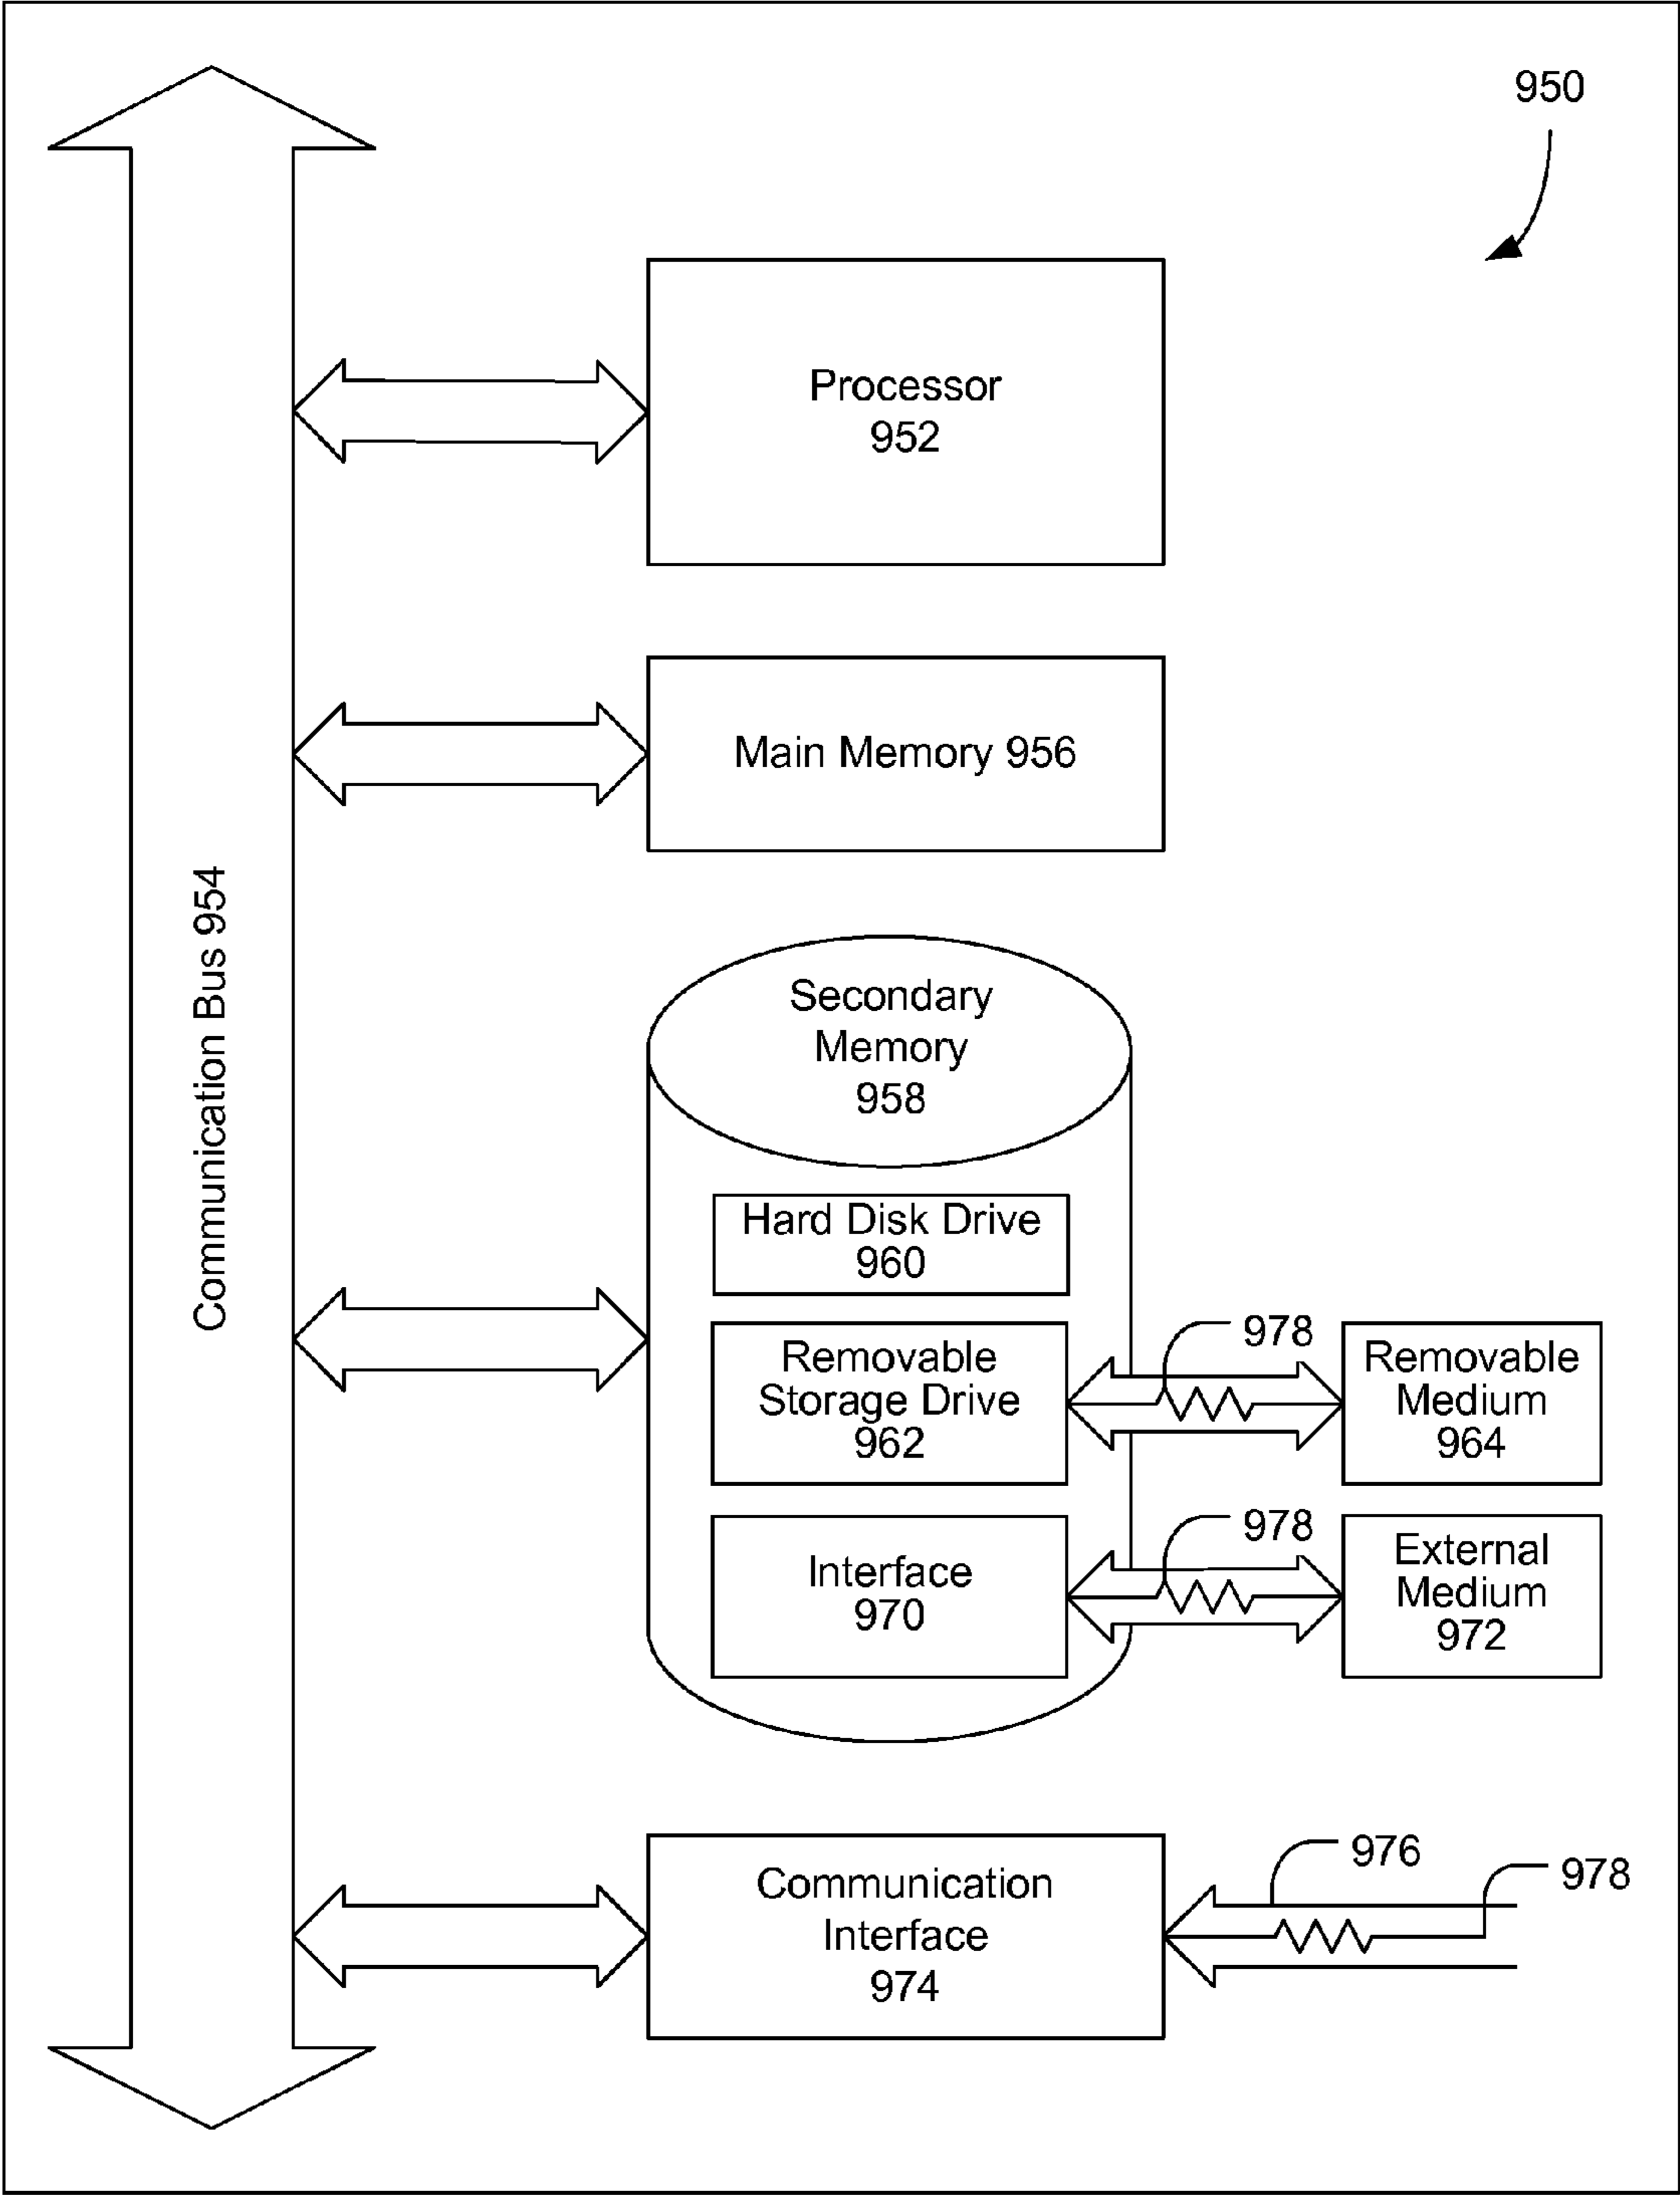 950
Processor
952
Main Memory 956
Communication Bus 954
Secondary
Memory
958
Hard Disk Drive
960
Removable
Storage Drive
962
978
Removable
Medium
964
Interface
970
978
External
Medium
972
Communication
Interface
974
976
978